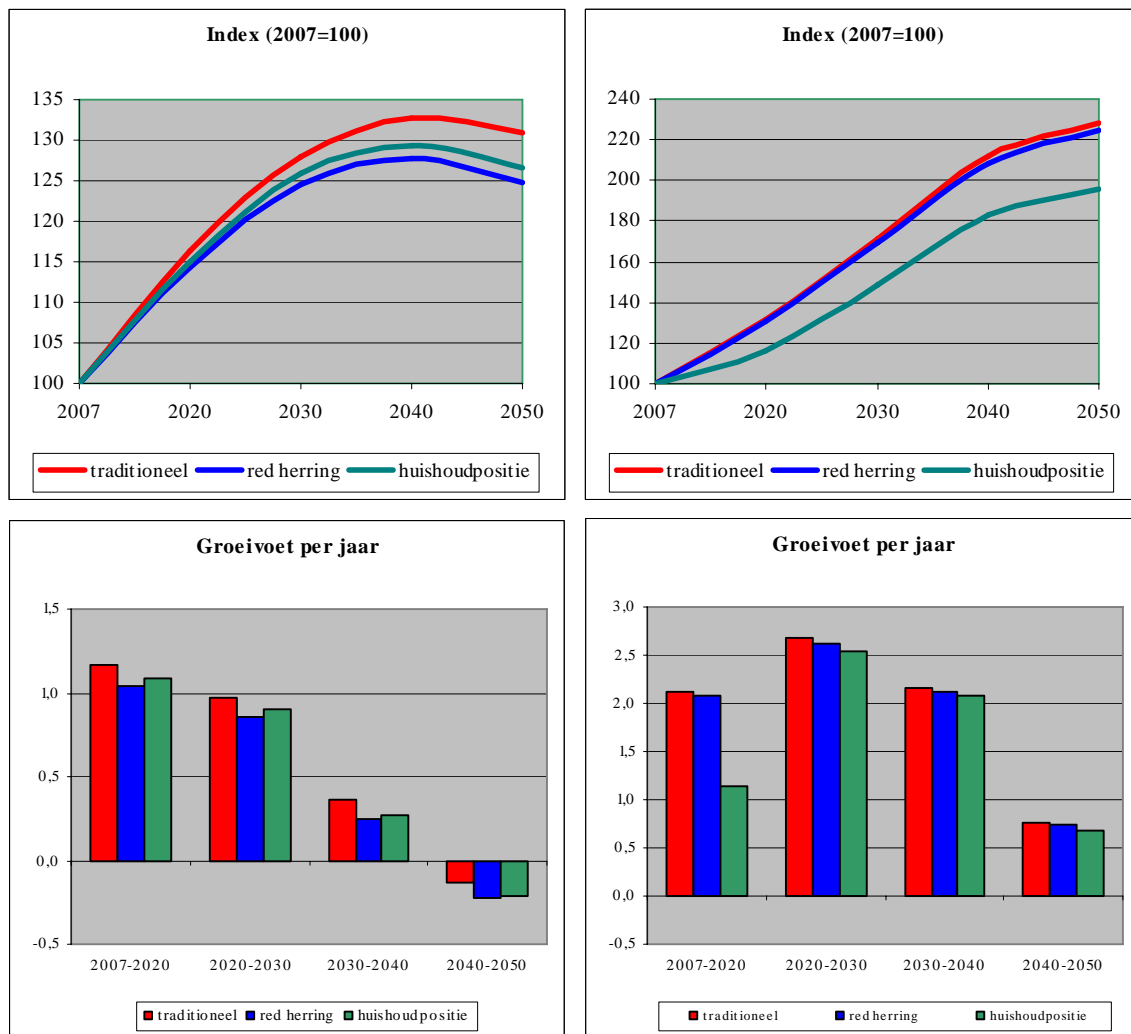 Index (2007=100)
135
130
125
120
115
110
105
100
2007 2020 2030 2040 2050
traditioneel red herring huishoudpositie
Index (2007=100)
240
220
200
180
160
140
120
100
2007 2020 2030 2040 2050
traditioneel red herring huishoudpositie
Groeivoet per jaar
1,5
1,0
0,5
0,0
-0,5
2007-2020 2020-2030 2030-2040 2040-2050
traditioneel red herring huishoudpositie
Groeivoet per jaar
3,0
2,5
2,0
1,5
1,0
0,5
0,0
-0,5
2007-2020 2020-2030 2030-2040 2040-2050
traditioneel red herring huishoudpositie